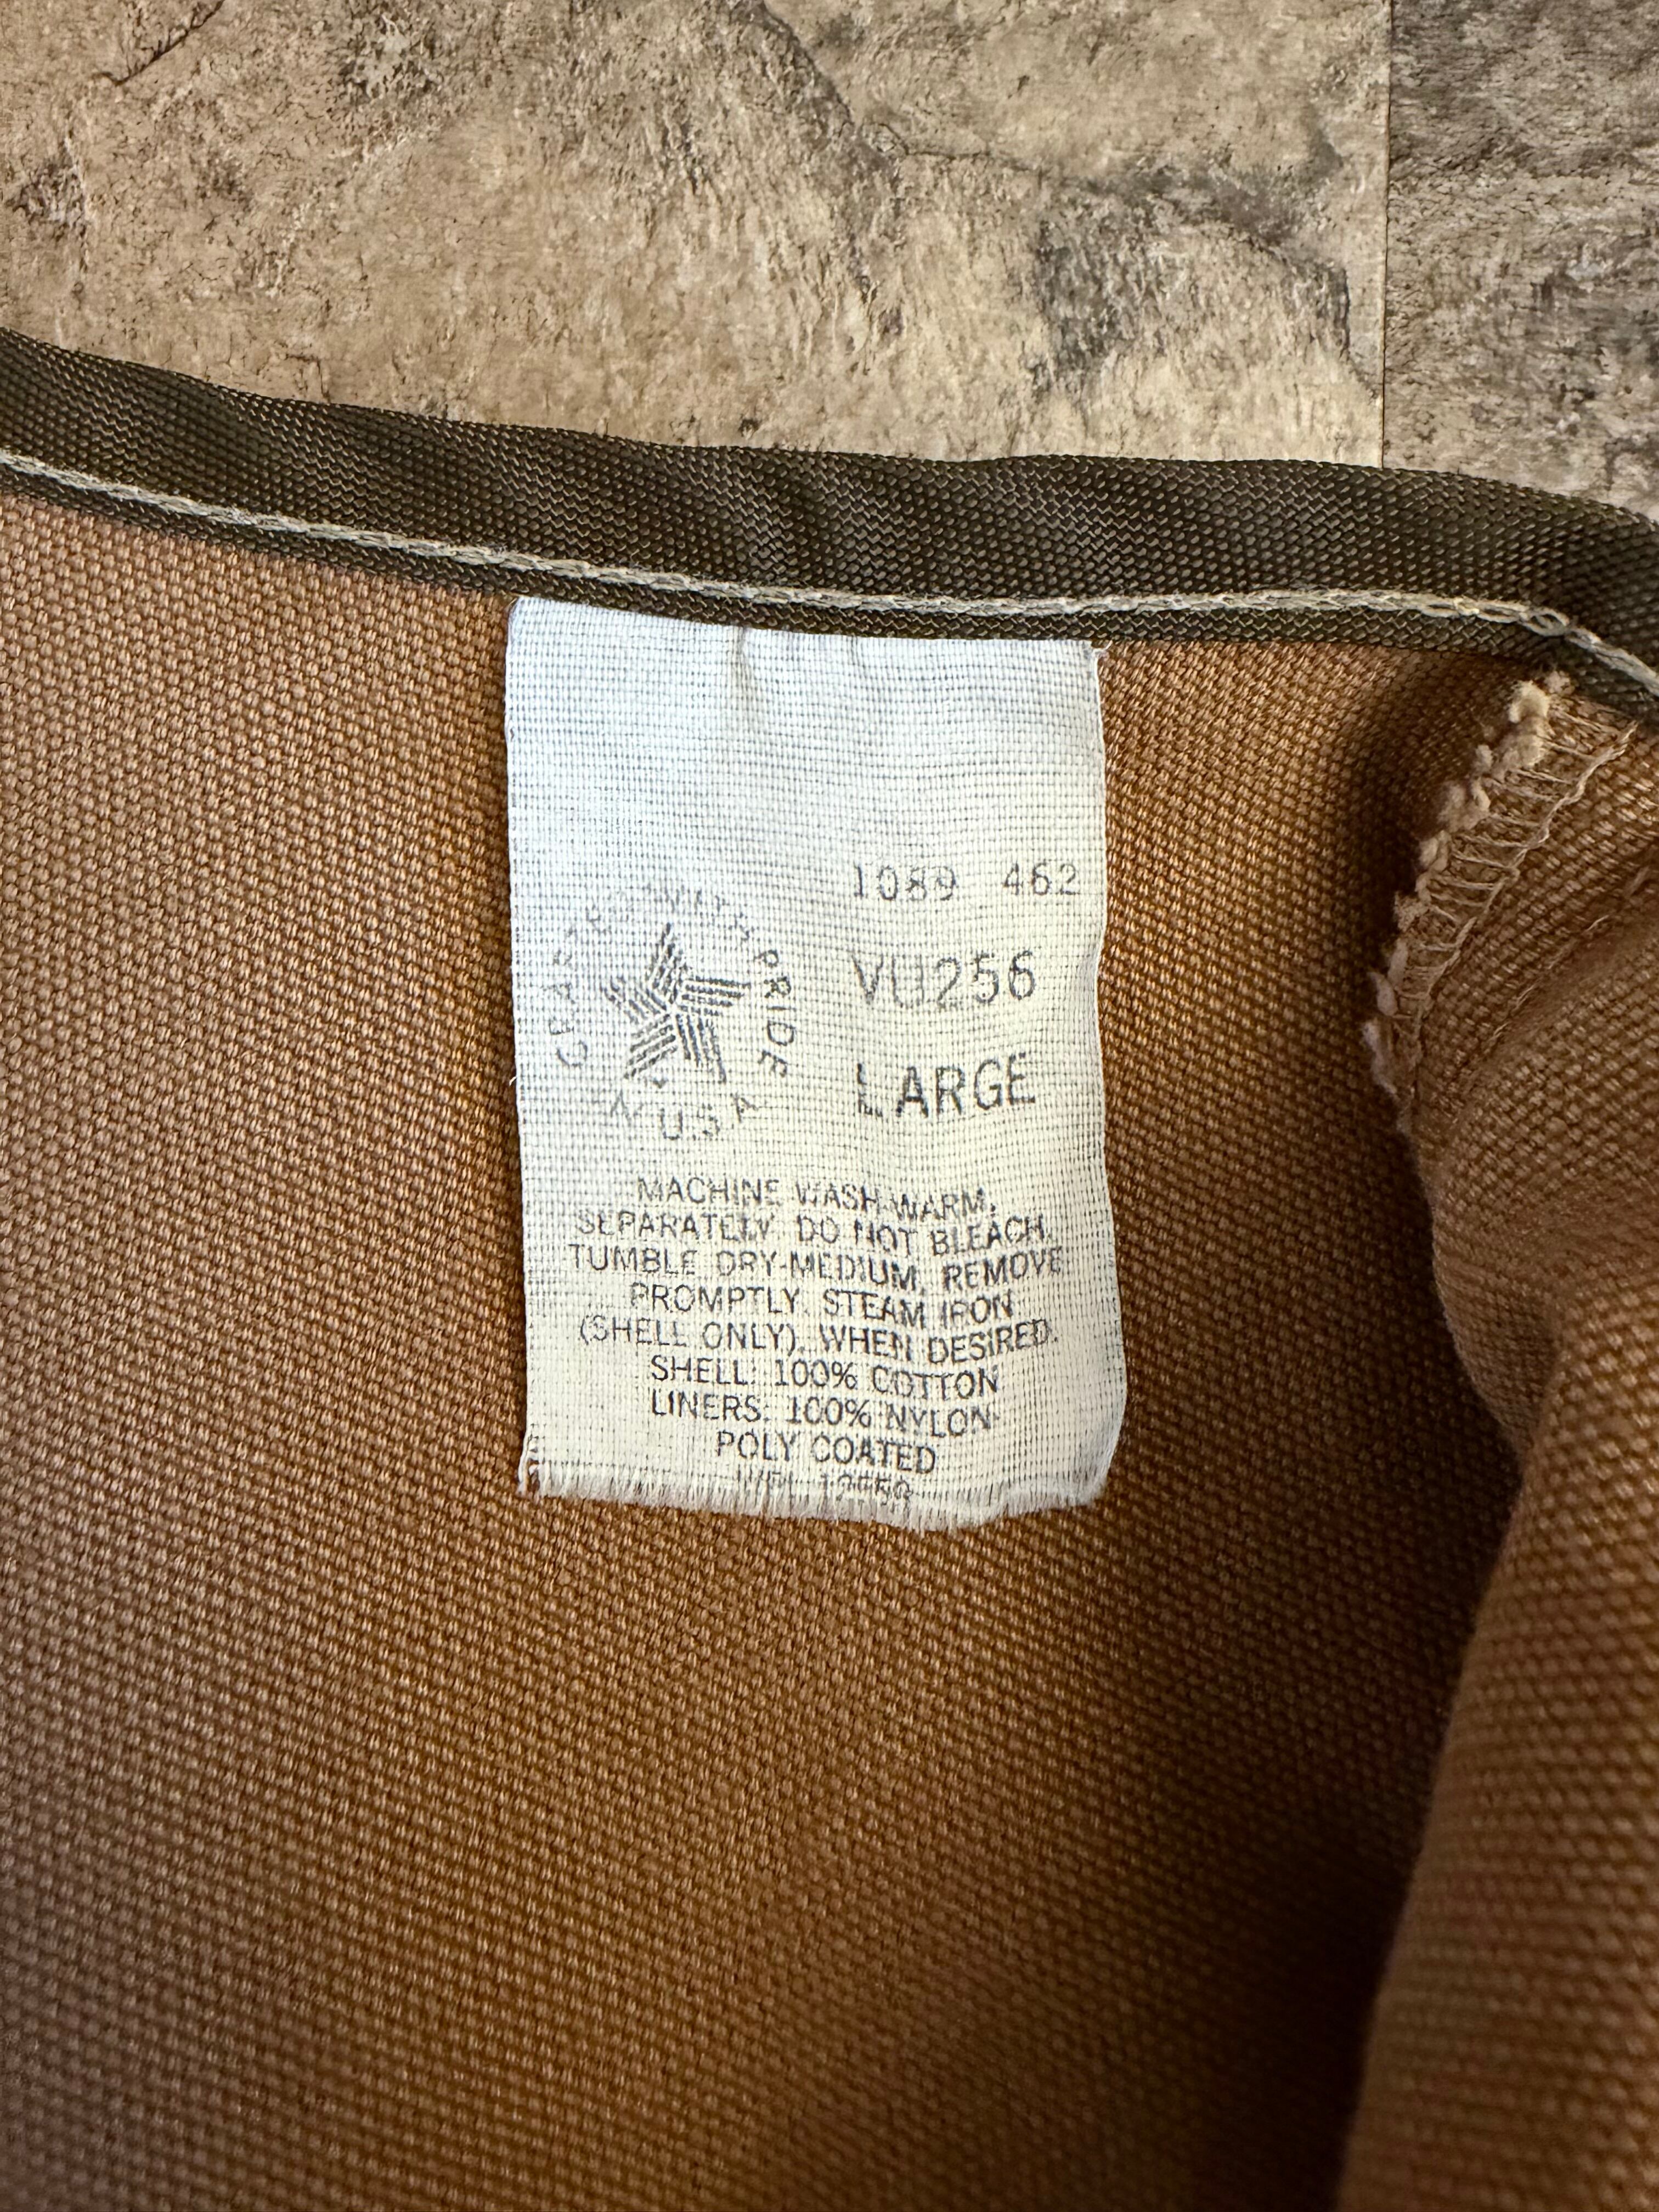 1089 462
CRAFTED WITH PRIDE
IN U.S.A
VU256
LARGE
MACHINE WASH WARM,
SEPARATELY. DO NOT BLEACH.
TUMBLE DRY-MEDIUM, REMOVE
PROMPTLY. STEAM IRON
(SHELL ONLY), WHEN DESIRED.
SHELL: 100% COTTON
LINERS: 100% NYLON
POLY COATED